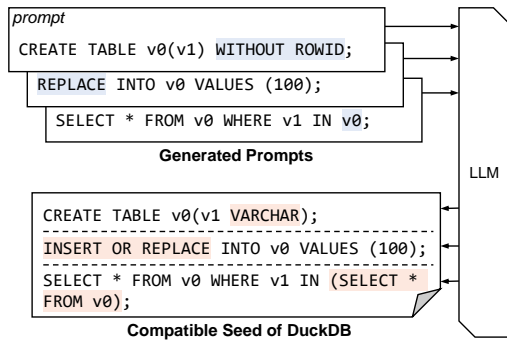 prompt
CREATE TABLE v0(v1) WITHOUT ROWID;
REPLACE INTO v0 VALUES (100);
SELECT * FROM v0 WHERE v1 IN v0;
Generated Prompts
LLM
CREATE TABLE v0(v1 VARCHAR);
INSERT OR REPLACE INTO v0 VALUES (100);
SELECT * FROM v0 WHERE v1 IN (SELECT *
FROM v0);
Compatible Seed of DuckDB